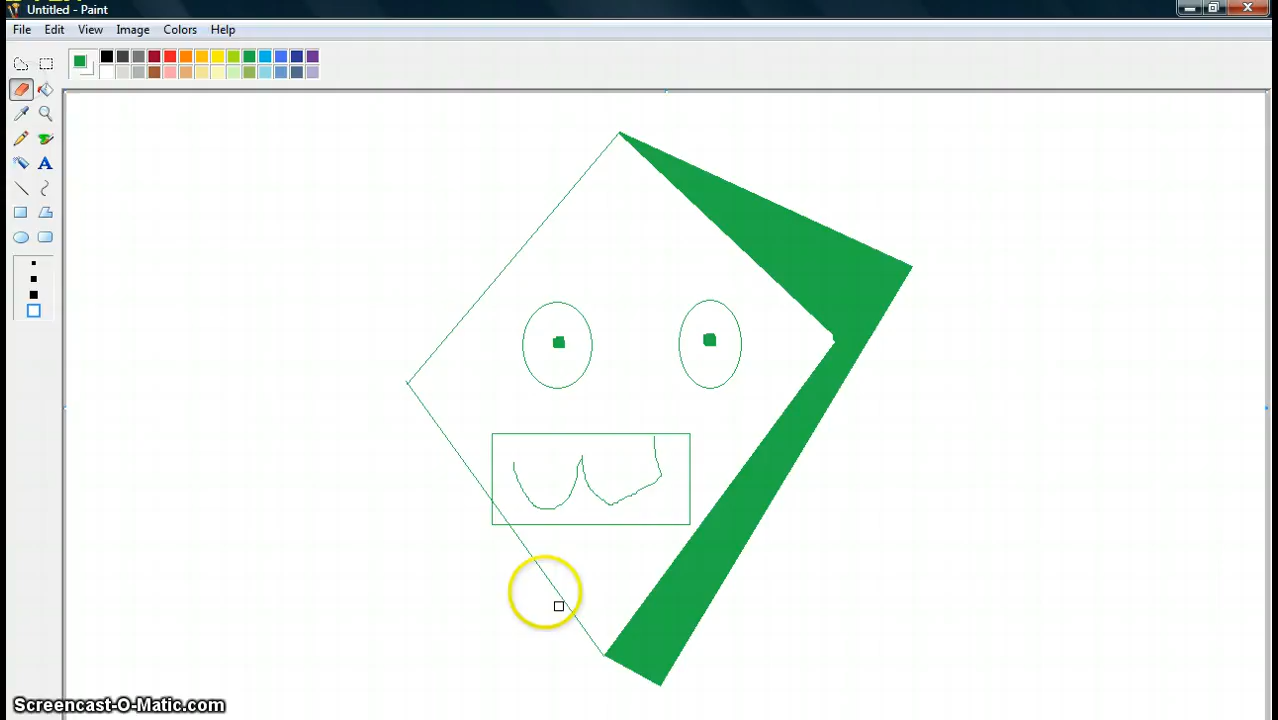 Untitled - Paint
File Edit View Image Colors Help
A
Screencast-O-Matic.com